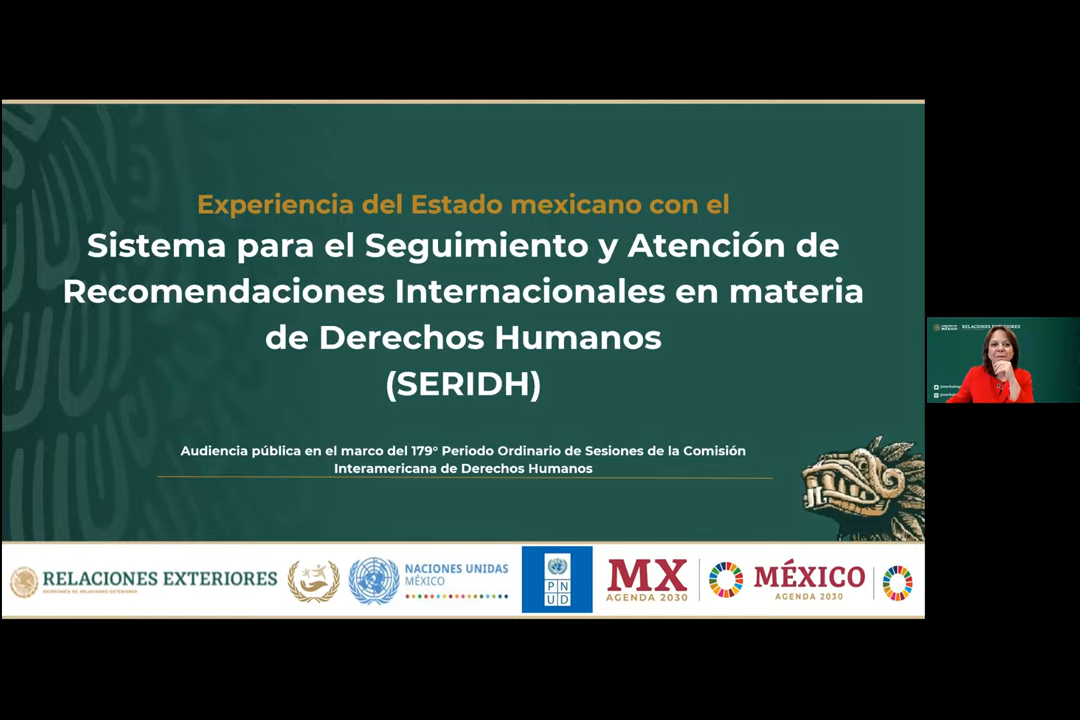 Experiencia del Estado mexicano con el
Sistema para el Seguimiento y Atención de
Recomendaciones Internacionales en materia
de Derechos Humanos
(SERIDH)
Audiencia pública en el marco del 179° Periodo Ordinario de Sesiones de la Comisión
Interamericana de Derechos Humanos
RELACIONES EXTERIORES
SECRETARÍA DE RELACIONES EXTERIORES
NACIONES UNIDAS
MÉXICO
P N
U D
MX
AGENDA 2030
MÉXICO
AGENDA 2030
MÉXICO
RELACIONES EXTERIORES